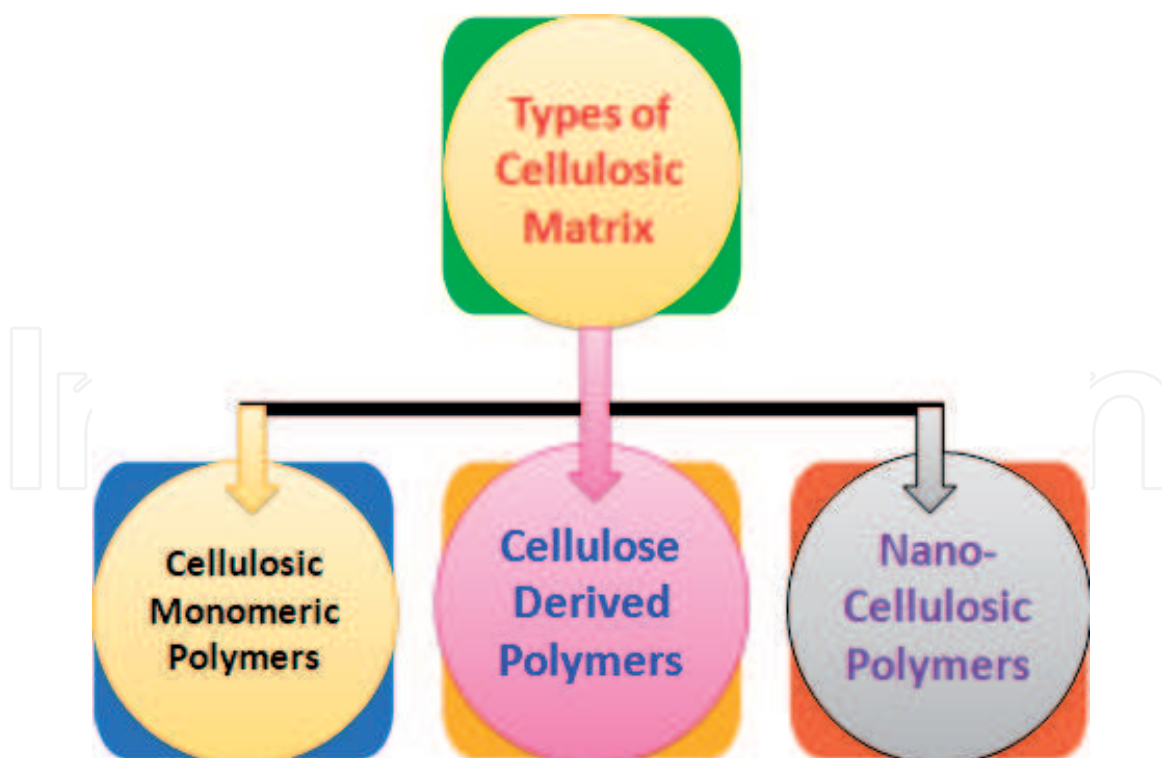 Types of
Cellulosic
Matrix
Cellulosic
Monomeric
Polymers
Cellulose
Derived
Polymers
Nano-
Cellulosic
Polymers